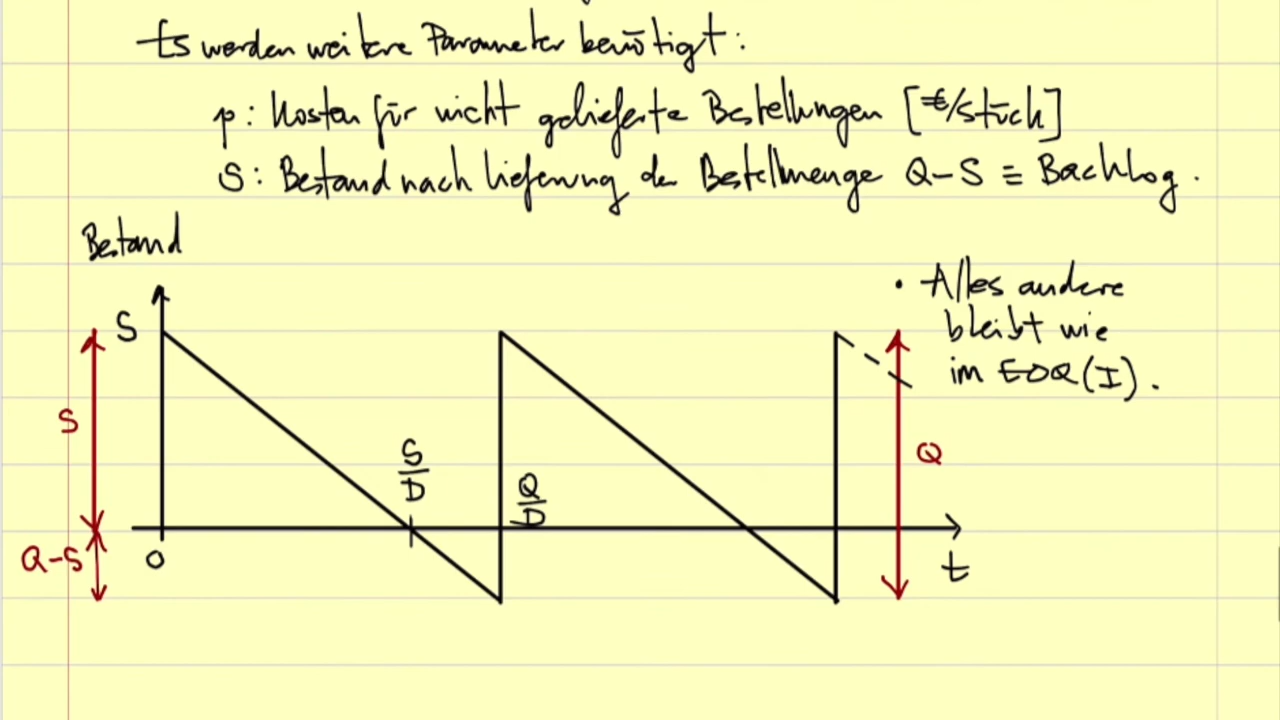 Es werden weitere Parameter benötigt:
p: Kosten für nicht gelieferte Bestellungen [€/Stück]
S: Bestand nach Lieferung der Bestellmenge Q-S ≡ Backlog.
Bestand
• Alles andere
bleibt wie
im EOQ(I).
S
S
S/D
Q/D
Q
Q-S
0
t